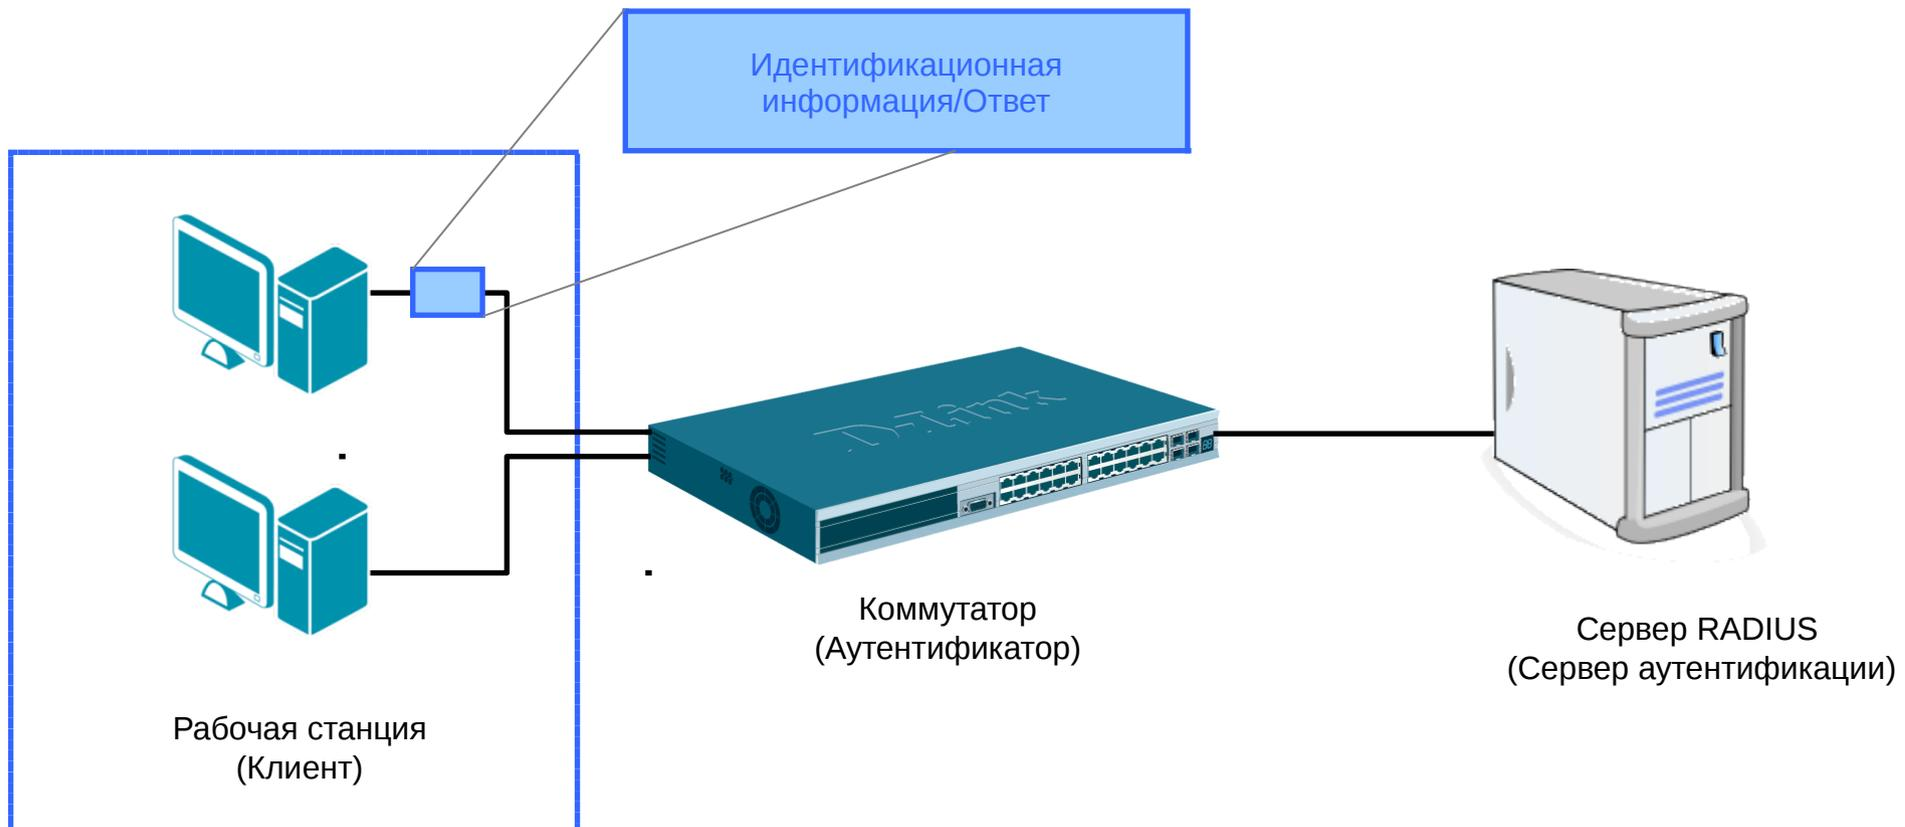 Идентификационная
информация/Ответ
D-Link
Коммутатор
(Аутентификатор)
Сервер RADIUS
(Сервер аутентификации)
Рабочая станция
(Клиент)